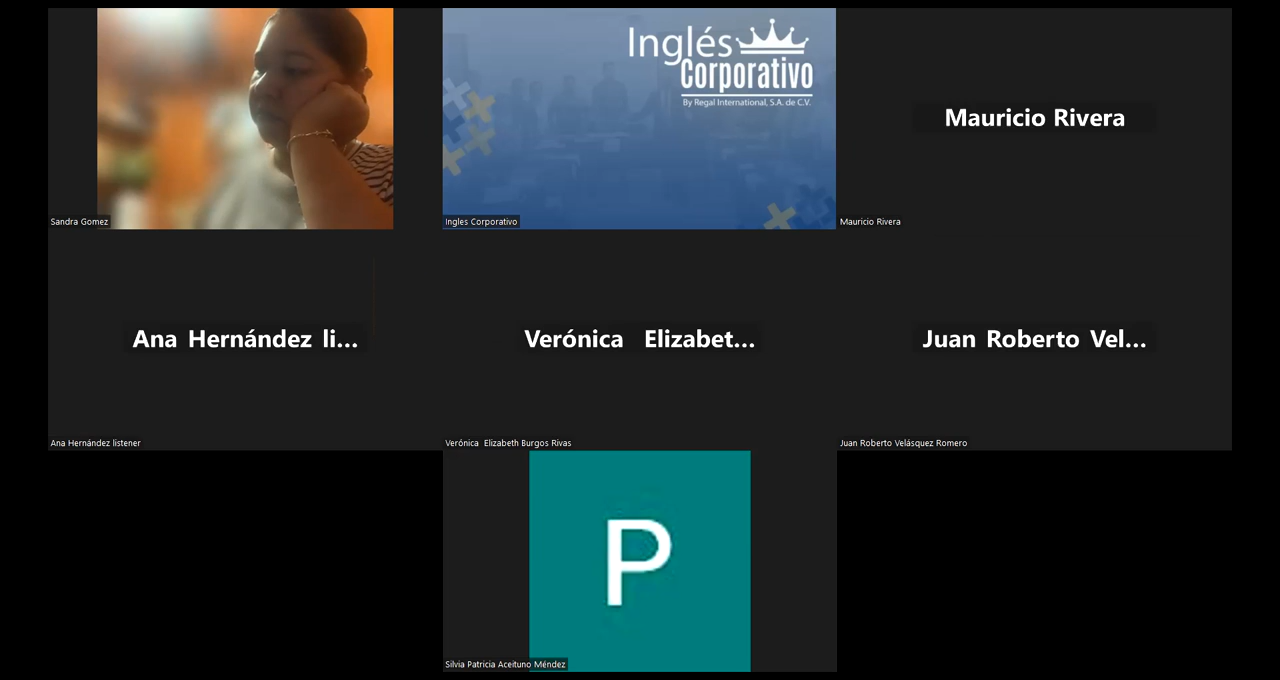 Inglés
Corporativo
By Regal International, S.A. de C.V.
Mauricio Rivera
Sandra Gomez
Ingles Corporativo
Mauricio Rivera
Ana Hernández li...
Verónica Elizabet...
Juan Roberto Vel...
Ana Hernández listener
Verónica Elizabeth Burgos Rivas
Juan Roberto Velásquez Romero
P
Silvia Patricia Aceituno Méndez